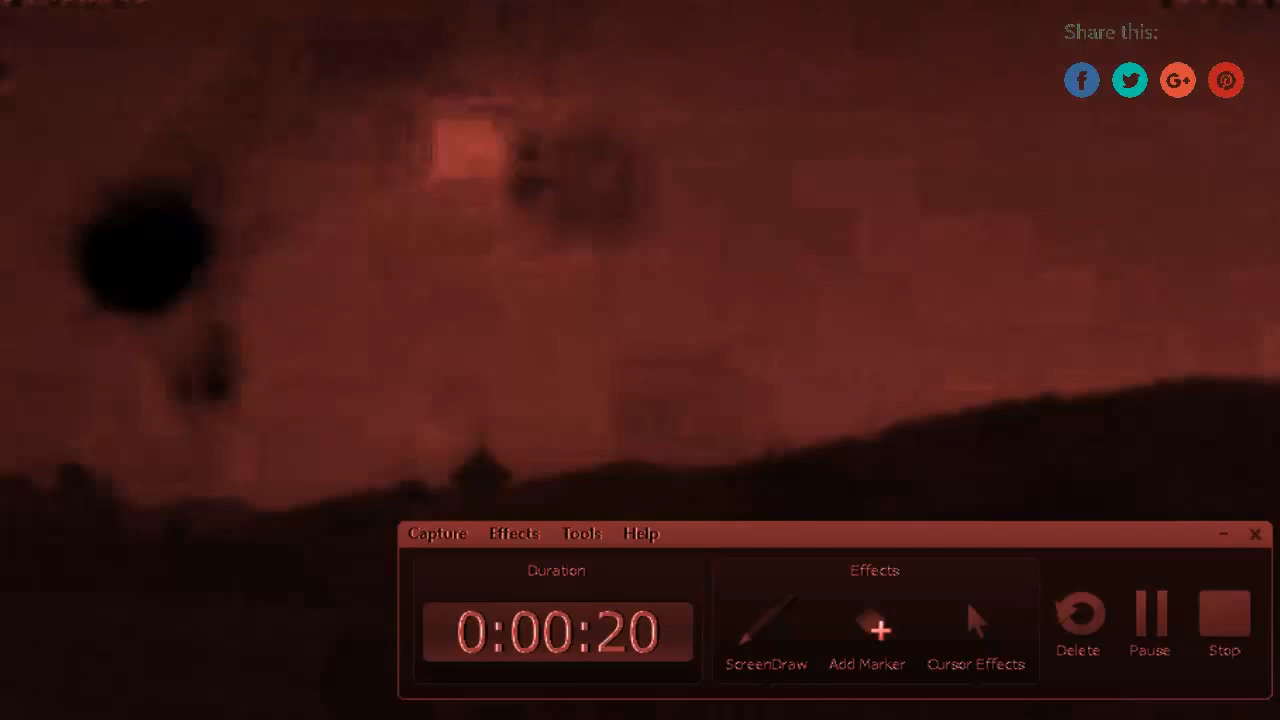 Share this:
Capture Effects Tools Help
Duration
Effects
0:00:20
ScreenDraw Add Marker Cursor Effects
Delete Pause Stop